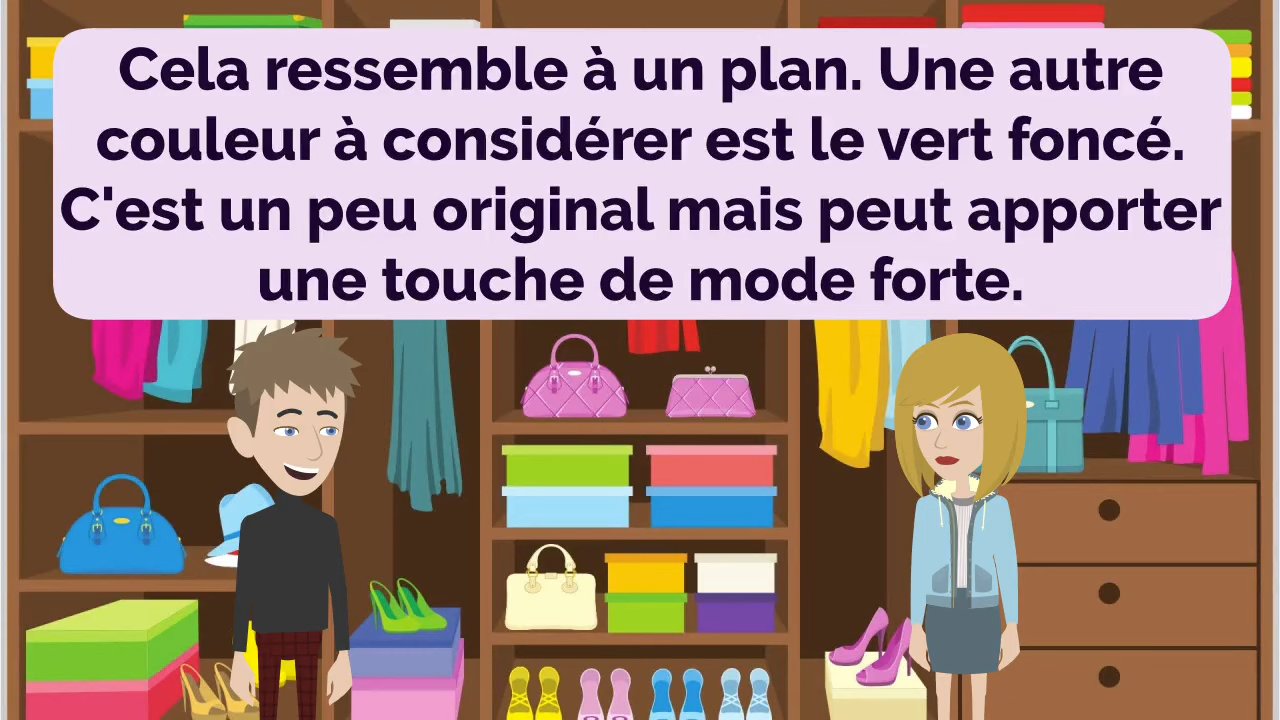 Cela ressemble à un plan. Une autre
couleur à considérer est le vert foncé.
C'est un peu original mais peut apporter
une touche de mode forte.